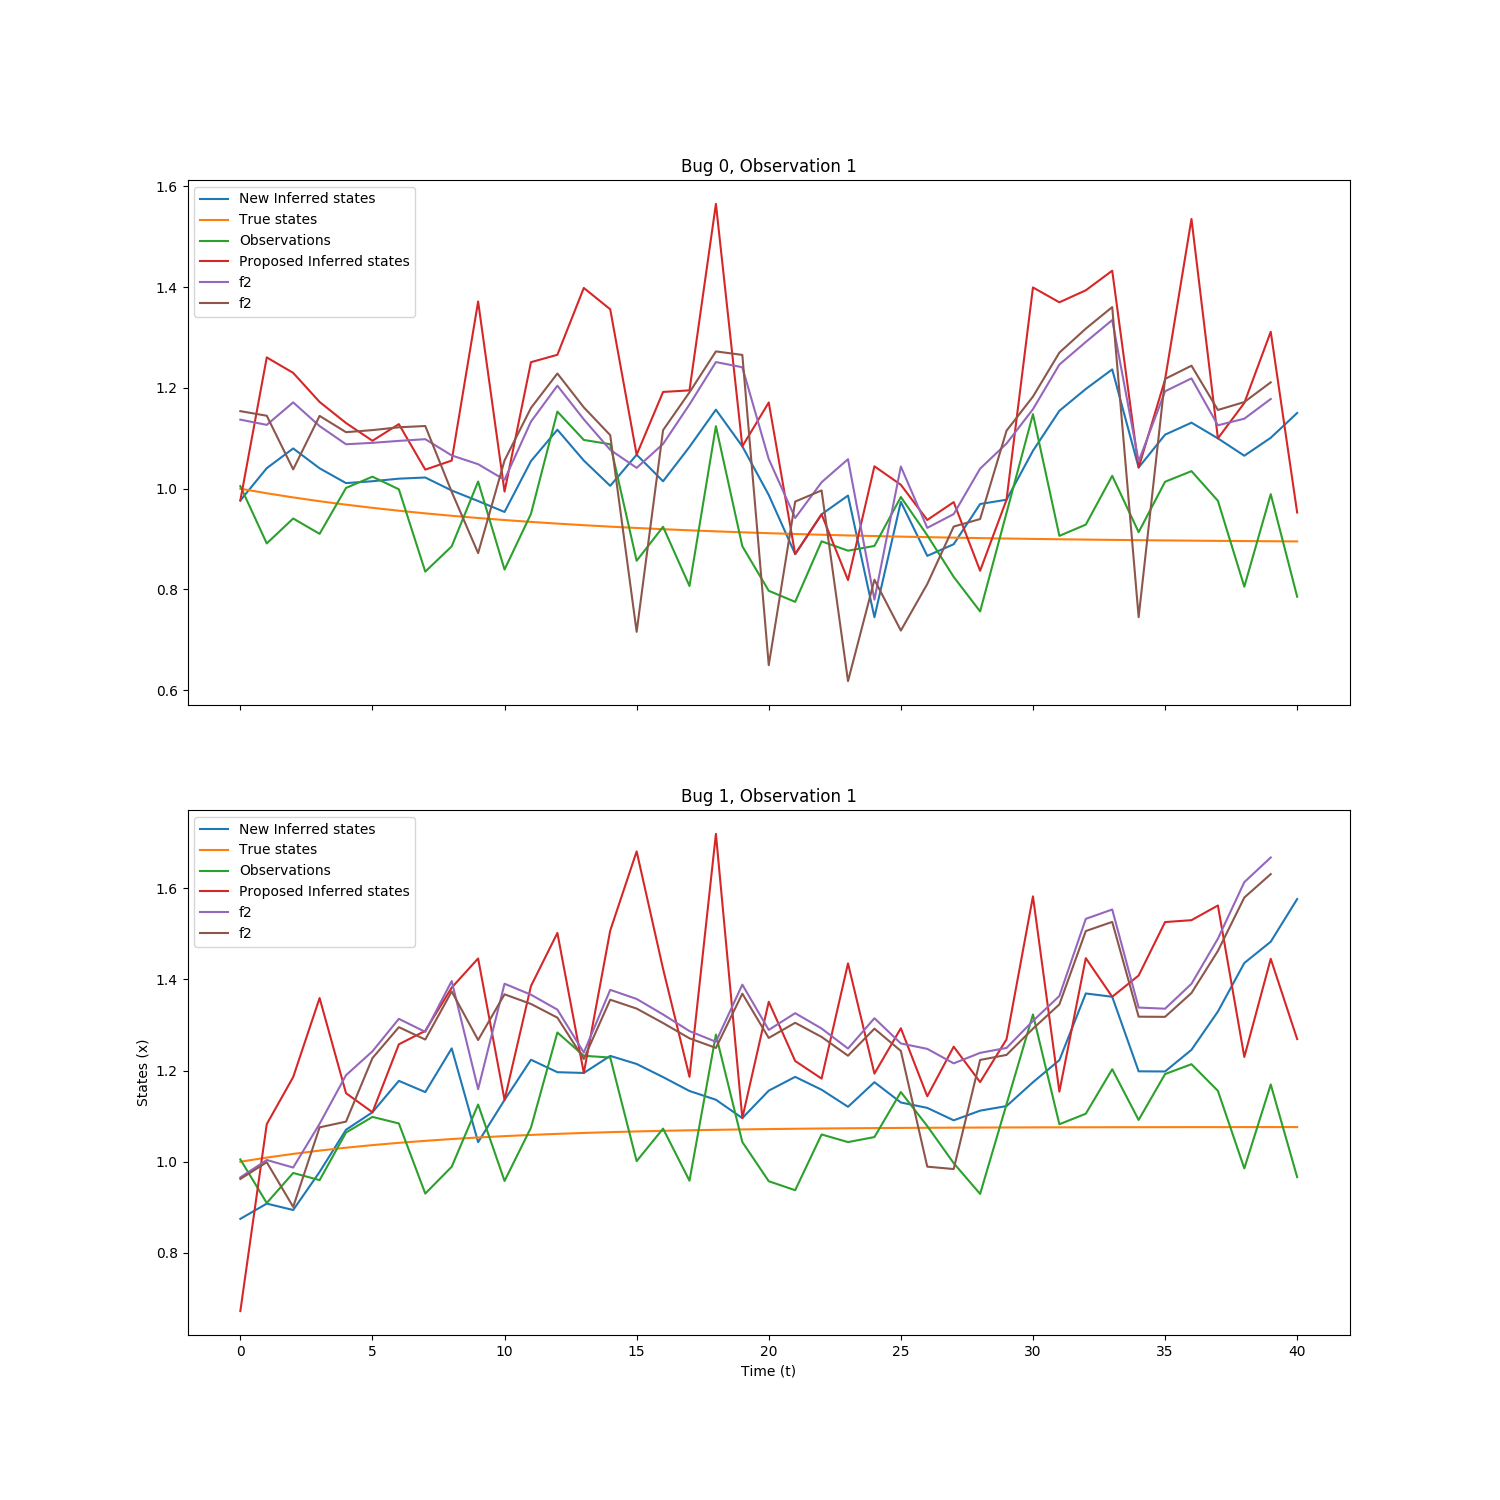 Bug 0, Observation 1
1.6
1.4
1.2
1.0
0.8
0.6
New Inferred states
True states
Observations
Proposed Inferred states
f2
f2
Bug 1, Observation 1
States (x)
1.6
1.4
1.2
1.0
0.8
New Inferred states
True states
Observations
Proposed Inferred states
f2
f2
0 5 10 15 20 25 30 35 40
Time (t)